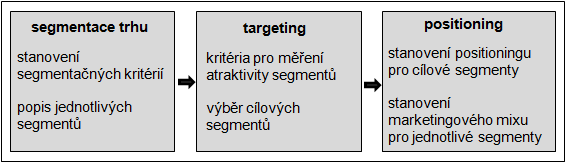 segmentace trhu
stanovení
segmentačných kritérií
popis jednotlivých
segmentů
targeting
kritéria pro měření
atraktivity segmentů
výběr cílových
segmentů
positioning
stanovení positioningu
pro cílové segmenty
stanovení
marketingového mixu
pro jednotlivé segmenty